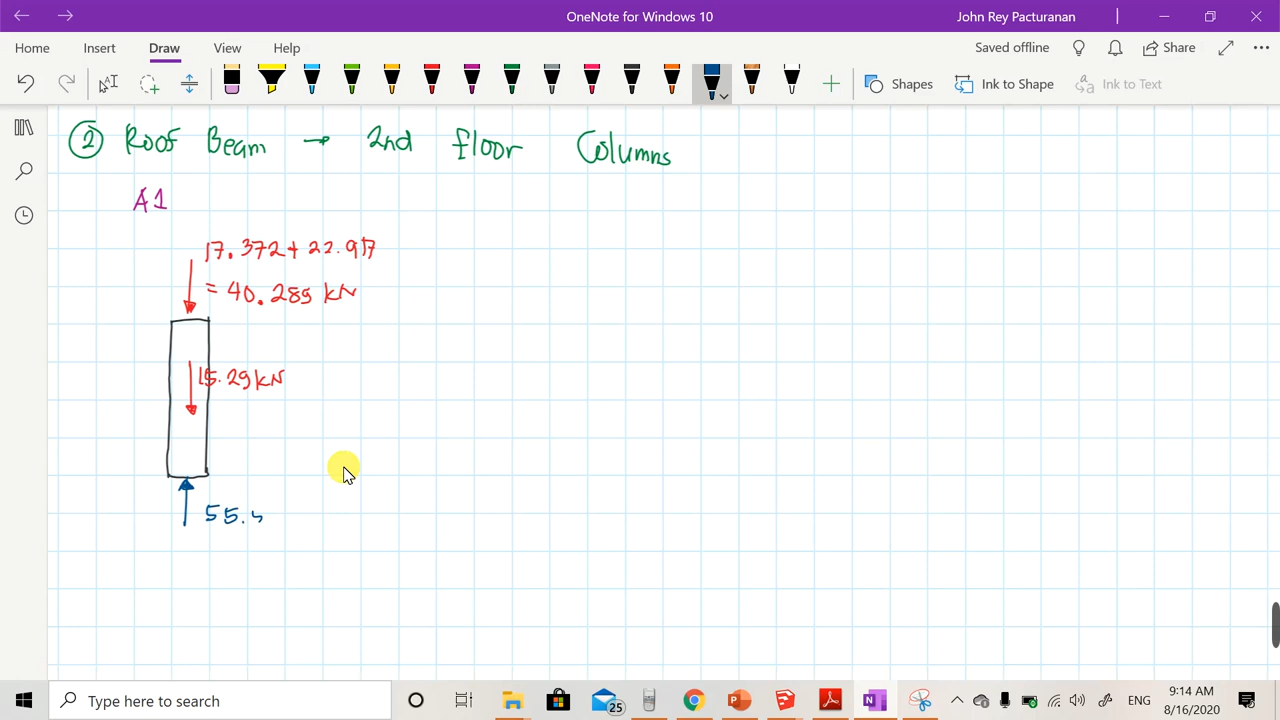 OneNote for Windows 10
John Rey Pacturanan
Home Insert Draw View Help
Saved offline
Share
Shapes
Ink to Shape
Ink to Text
② Roof Beam → 2nd floor Columns
A1
17.372 + 22.917
= 40.289 kN
15.29 kN
55.
Type here to search
25
ENG
9:14 AM
8/16/2020